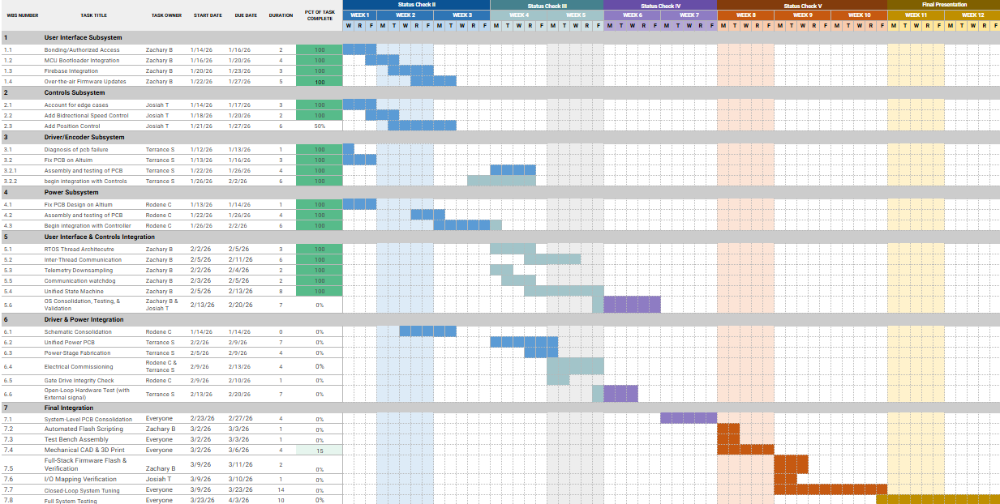 Status Check II Status Check III Status Check IV Status Check V Final Presentation
WBS NUMBER TASK TITLE TASK OWNER START DATE DUE DATE DURATION PCT OF TASK COMPLETE WEEK 1 WEEK 2 WEEK 3 WEEK 4 WEEK 5 WEEK 6 WEEK 7 WEEK 8 WEEK 9 WEEK 10 WEEK 11 WEEK 12
W R F M T W R F M T W R F M T W R F M T W R F M T W R F M T W R F M T W R F M T W R F M T W R F M T W R F M T W R F
1 User Interface Subsystem
1.1 Bonding/Authorized Access Zachary B 1/14/26 1/16/26 2 100
1.2 MCU Bootloader Integration Zachary B 1/16/26 1/20/26 4 100
1.3 Firebase Integration Zachary B 1/20/26 1/23/26 3 100
1.4 Over-the-air Firmware Updates Zachary B 1/22/26 1/27/26 5 100
2 Controls Subsystem
2.1 Account for edge cases Josiah T 1/14/26 1/17/26 3 100
2.2 Add Bidrectional Speed Control Josiah T 1/18/26 1/20/26 2 100
2.3 Add Position Control Josiah T 1/21/26 1/27/26 6 50%
3 Driver/Encoder Subsystem
3.1 Diagnosis of pcb failure Terrance S 1/12/26 1/13/26 1 100
3.2 Fix PCB on Altuim Terrance S 1/13/26 1/16/26 3 100
3.2.1 Assembly and testing of PCB Terrance S 1/22/26 1/26/26 4 100
3.2.2 begin integration with Controls Terrance S 1/26/26 2/2/26 6 100
4 Power Subsystem
4.1 Fix PCB Design on Altium Rodene C 1/13/26 1/14/26 1 100
4.2 Assembly and testing of PCB Rodene C 1/22/26 1/26/26 4 100
4.3 Begin integration with Controller Rodene C 1/26/26 2/2/26 6 100
5 User Interface & Controls Integration
5.1 RTOS Thread Architecutre Zachary B 2/2/26 2/5/26 3 100
5.2 Inter-Thread Communication Zachary B 2/5/26 2/11/26 6 100
5.3 Telemetry Downsampling Zachary B 2/2/26 2/4/26 2 100
5.5 Communication watchdog Zachary B 2/3/26 2/5/26 2 100
5.4 Unified State Machine Zachary B 2/5/26 2/13/26 8 100
5.6 OS Consolidation, Testing, & Validation Zachary B & Josiah T 2/13/26 2/20/26 7 0%
6 Driver & Power Integration
6.1 Schematic Consolidation Rodene C 1/14/26 1/14/26 0 0%
6.2 Unified Power PCB Terrance S 2/2/26 2/9/26 7 0%
6.3 Power-Stage Fabrication Terrance S 2/5/26 2/9/26 4 0%
6.4 Electrical Commissioning Rodene C & Terrance S 2/9/26 2/13/26 4 0%
6.5 Gate Drive Integrity Check Rodene C 2/9/26 2/10/26 1 0%
6.6 Open-Loop Hardware Test (with External signal) Terrance S 2/13/26 2/20/26 7 0%
7 Final Integration
7.1 System-Level PCB Consolidation Everyone 2/23/26 2/27/26 4 0%
7.2 Automated Flash Scripting Zachary B 3/2/26 3/3/26 1 0%
7.3 Test Bench Assembly Everyone 3/2/26 3/3/26 1 0%
7.4 Mechanical CAD & 3D Print Everyone 3/2/26 3/6/26 4 15
7.5 Full-Stack Firmware Flash & Verification Zachary B 3/9/26 3/11/26 2 0%
7.6 I/O Mapping Verification Josiah T 3/9/26 3/10/26 1 0%
7.7 Closed-Loop System Tuning Everyone 3/9/26 3/23/26 14 0%
7.8 Full System Testing Everyone 3/23/26 4/3/26 10 0%